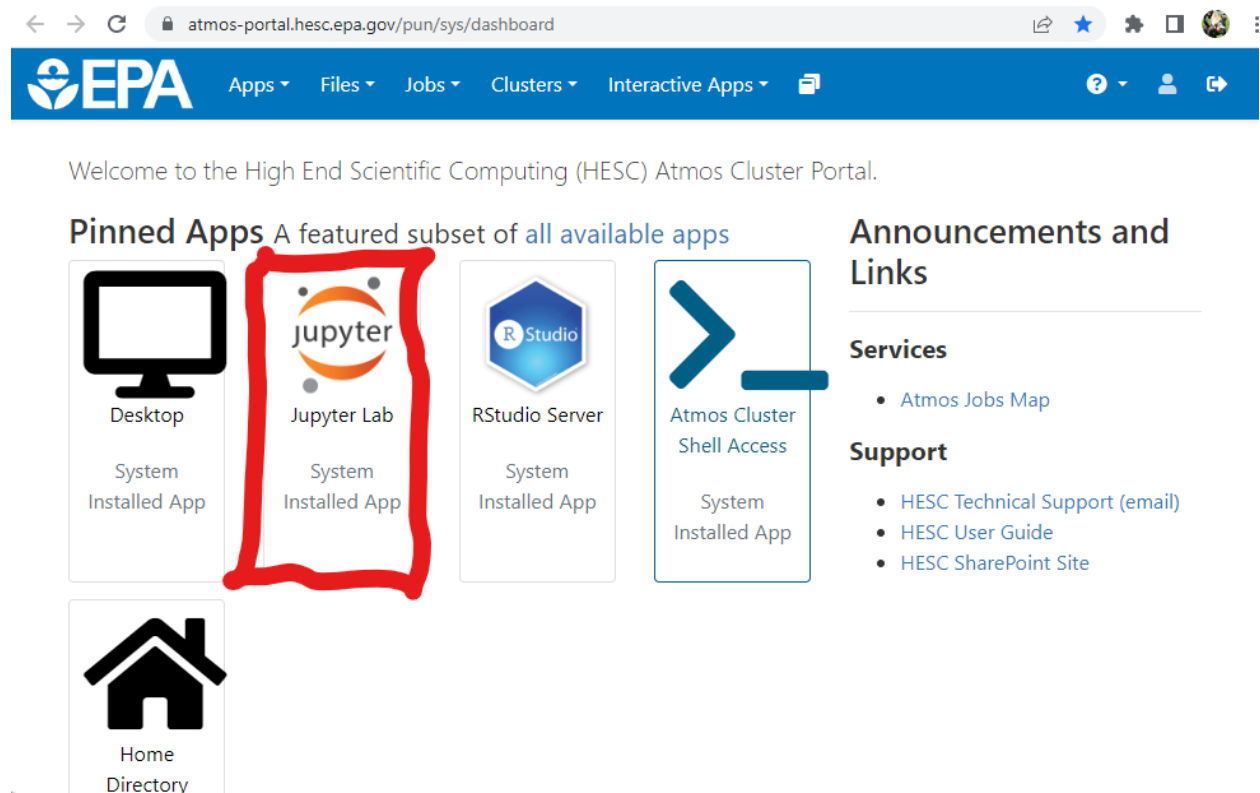 atmos-portal.hesc.epa.gov/pun/sys/dashboard
EPA Apps Files Jobs Clusters Interactive Apps ?
Welcome to the High End Scientific Computing (HESC) Atmos Cluster Portal.
Pinned Apps A featured subset of all available apps
jupyter
Desktop
System
Installed App
Jupyter Lab
System
Installed App
R Studio
RStudio Server
System
Installed App
Atmos Cluster
Shell Access
System
Installed App
Home
Directory
Announcements and
Links
Services
Atmos Jobs Map
Support
HESC Technical Support (email)
HESC User Guide
HESC SharePoint Site